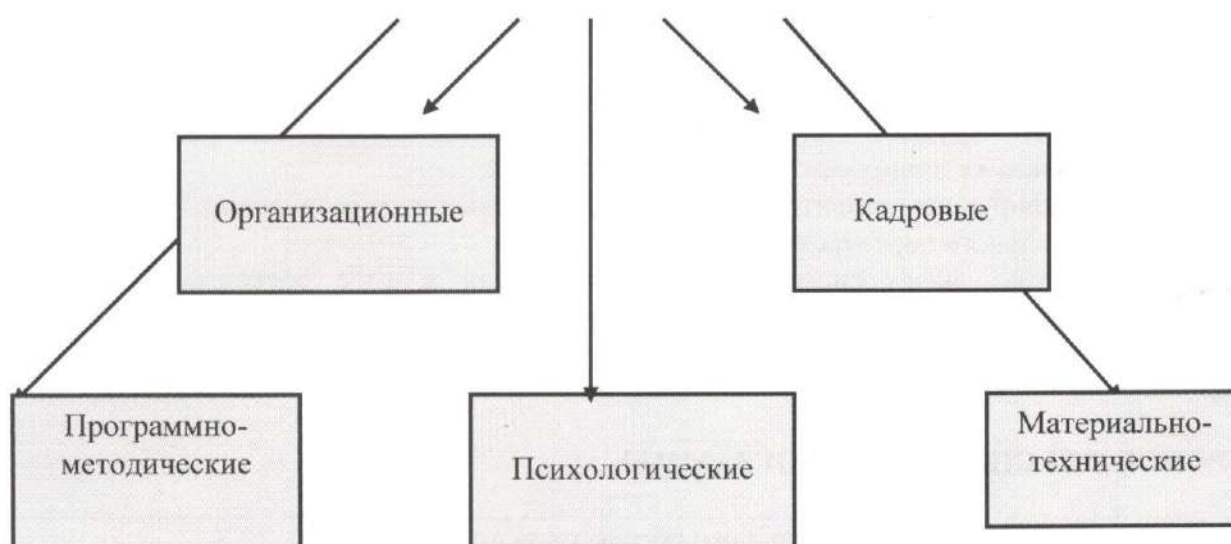 Организационные
Кадровые
Программно-
методические
Психологические
Материально-
технические